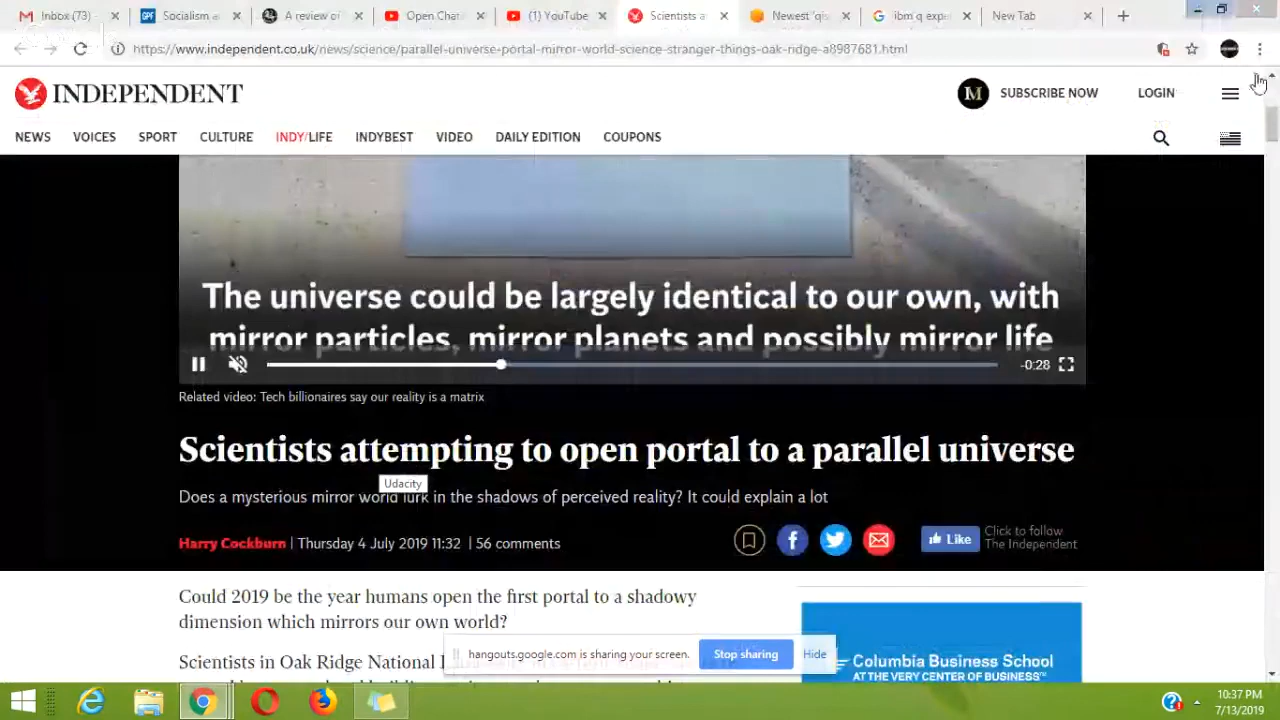 Inbox (73)
Socialism a
A review of
Open Chat
(1) YouTube
Scientists a
Newest 'qis
ibm q expe
New Tab
https://www.independent.co.uk/news/science/parallel-universe-portal-mirror-world-science-stranger-things-oak-ridge-a8987681.html
INDEPENDENT
SUBSCRIBE NOW
LOGIN
NEWS VOICES SPORT CULTURE INDY/LIFE INDYBEST VIDEO DAILY EDITION COUPONS
The universe could be largely identical to our own, with
mirror particles, mirror planets and possibly mirror life
-0:28
Related video: Tech billionaires say our reality is a matrix
Scientists attempting to open portal to a parallel universe
Udacity
Does a mysterious mirror world lurk in the shadows of perceived reality? It could explain a lot
Harry Cockburn | Thursday 4 July 2019 11:32 | 56 comments
Like
Click to follow
The Independent
Could 2019 be the year humans open the first portal to a shadowy
dimension which mirrors our own world?
hangouts.google.com is sharing your screen.
Stop sharing
Hide
Scientists in Oak Ridge National
Columbia Business School
AT THE VERY CENTER OF BUSINESS™
10:37 PM
7/13/2019